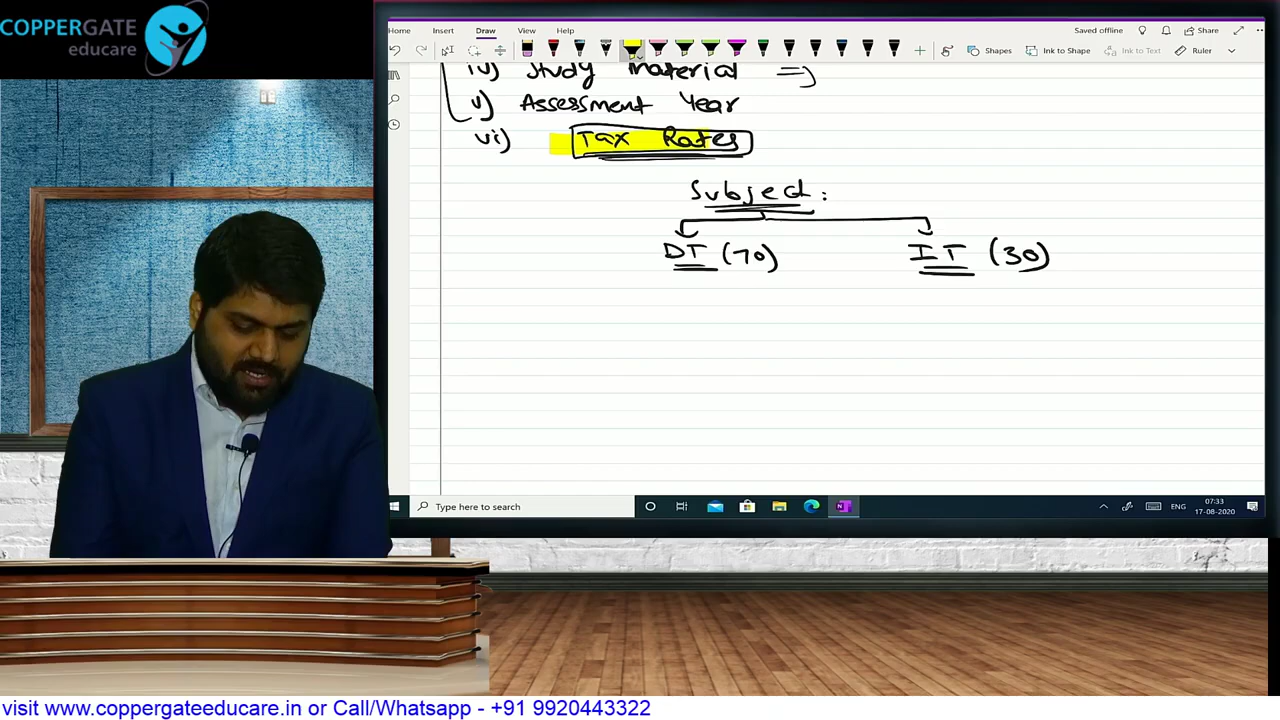 COPPERGATE
educare
Home Insert Draw View Help
Saved offline Share
Shapes Ink to Shape Ink to Text Ruler
iv) Study Material =>
v) Assessment Year
vi) Tax Rates
Subject :
DT (70) IT (30)
Type here to search
ENG 07:33
17-08-2020
visit www.coppergateeducare.in or Call/Whatsapp - +91 9920443322